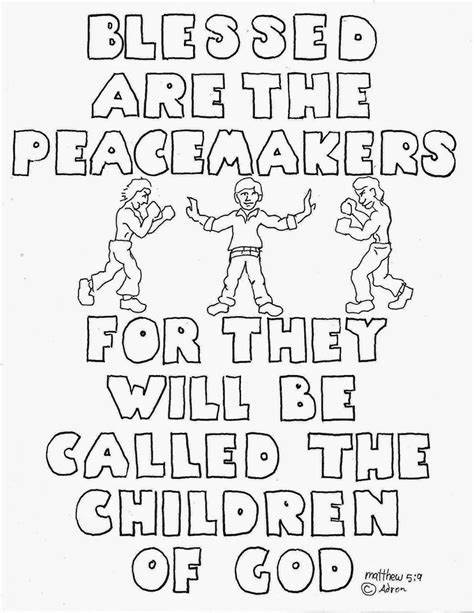 BLESSED
ARE THE
PEACEMAKERS
FOR THEY
WILL BE
CALLED THE
CHILDREN
OF GOD
matthew 5:9
© Adron